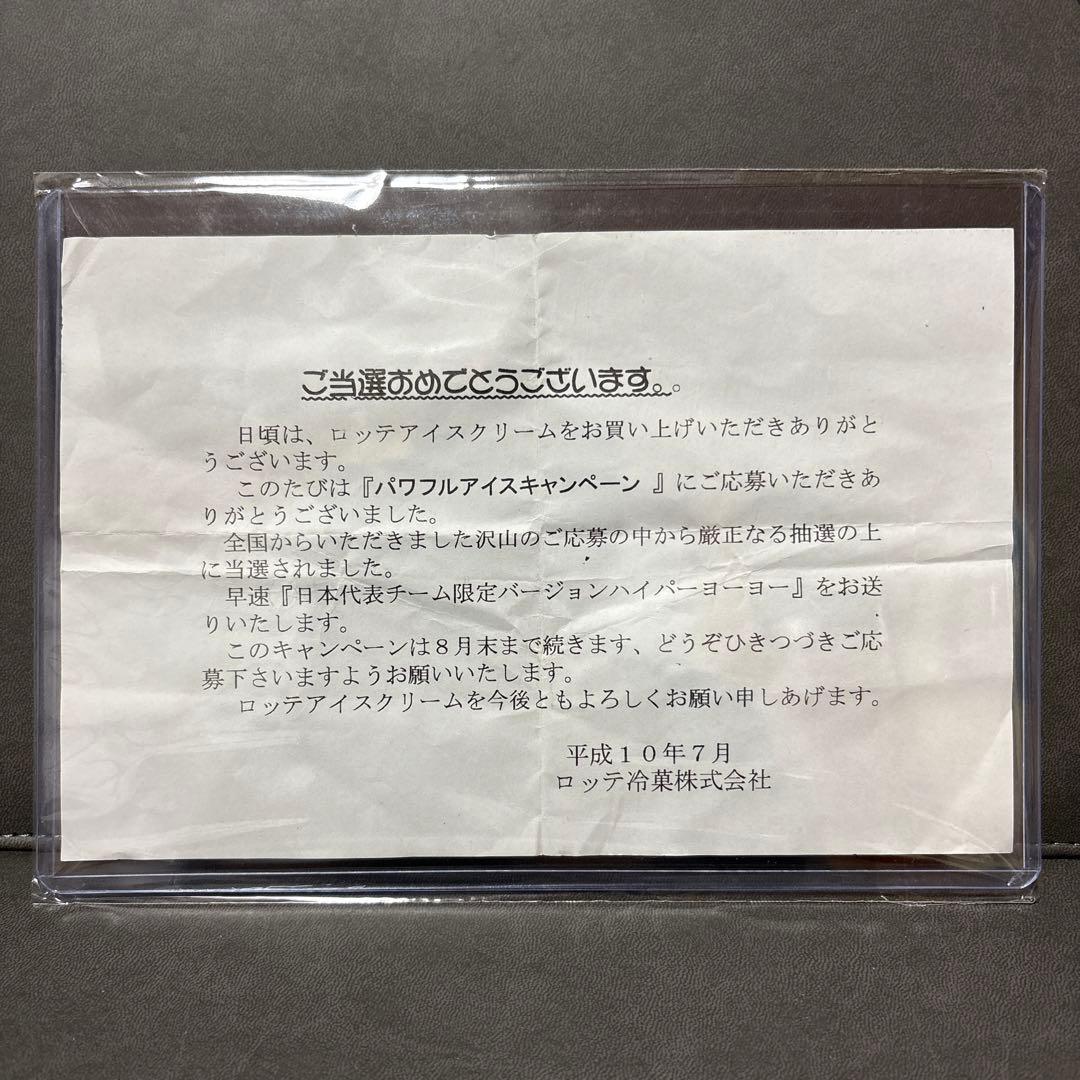 ご当選おめでとうございます。。
日頃は、ロッテアイスクリームをお買い上げいただきありがと
うございます。
このたびは『パワフルアイスキャンペーン 』にご応募いただきあ
りがとうございました。
全国からいただきました沢山のご応募の中から厳正なる抽選の上
に当選されました。
早速『日本代表チーム限定バージョンハイパーヨーヨー』をお送
りいたします。
このキャンペーンは８月末まで続きます、どうぞひきつづきご応
募下さいますようお願いいたします。
ロッテアイスクリームを今後ともよろしくお願い申しあげます。
平成１０年７月
ロッテ冷菓株式会社